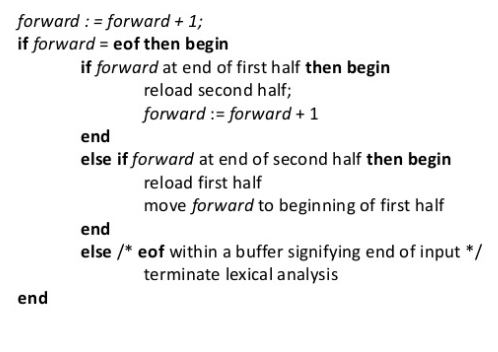 forward : = forward + 1;
if forward = eof then begin
if forward at end of first half then begin
reload second half;
forward := forward + 1
end
else if forward at end of second half then begin
reload first half
move forward to beginning of first half
end
else /* eof within a buffer signifying end of input */
terminate lexical analysis
end